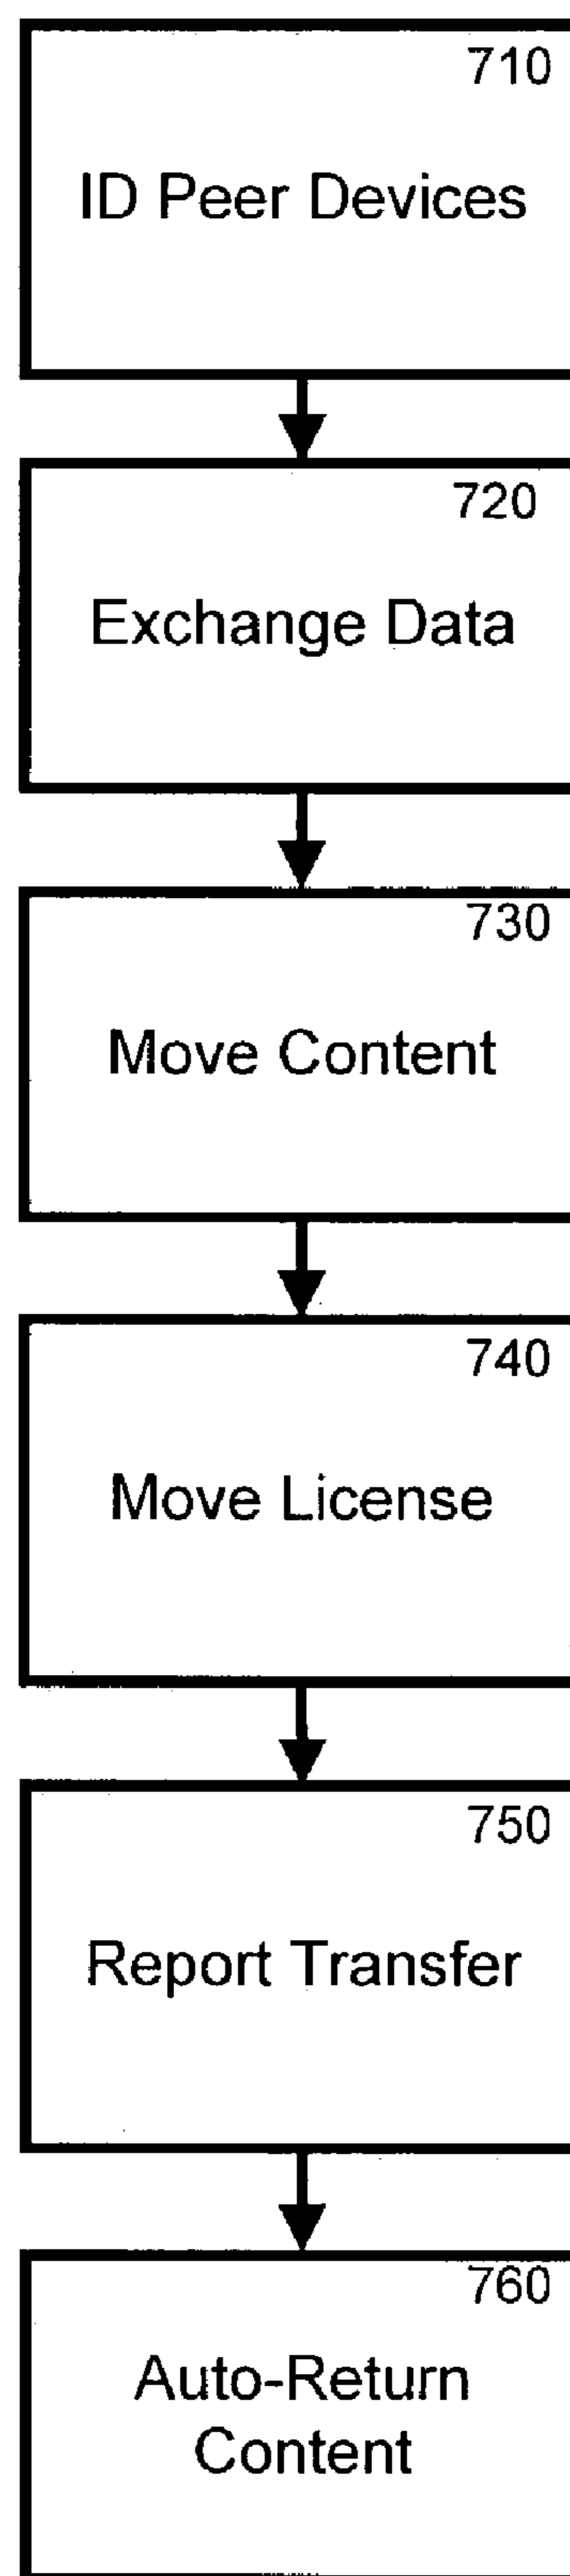 710
ID Peer Devices
720
Exchange Data
730
Move Content
740
Move License
750
Report Transfer
760
Auto-Return
Content